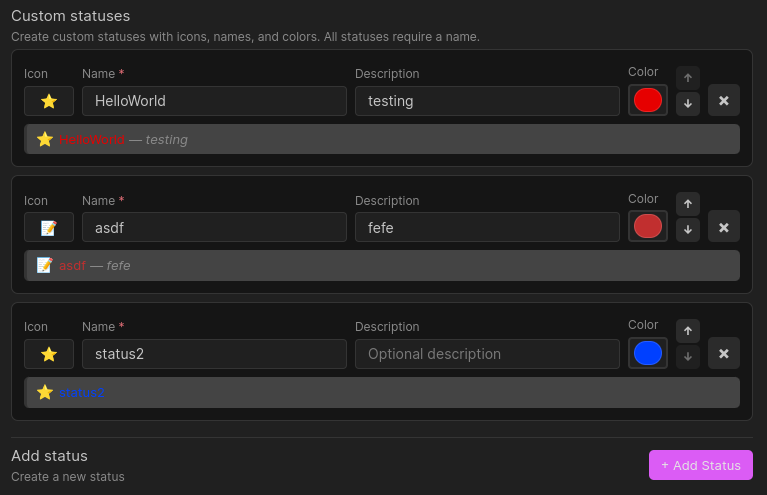 Custom statuses
Create custom statuses with icons, names, and colors. All statuses require a name.
Icon Name * Description Color
HelloWorld testing
HelloWorld — testing
Icon Name * Description Color
asdf fefe
asdf — fefe
Icon Name * Description Color
status2 Optional description
status2
Add status
Create a new status
+ Add Status